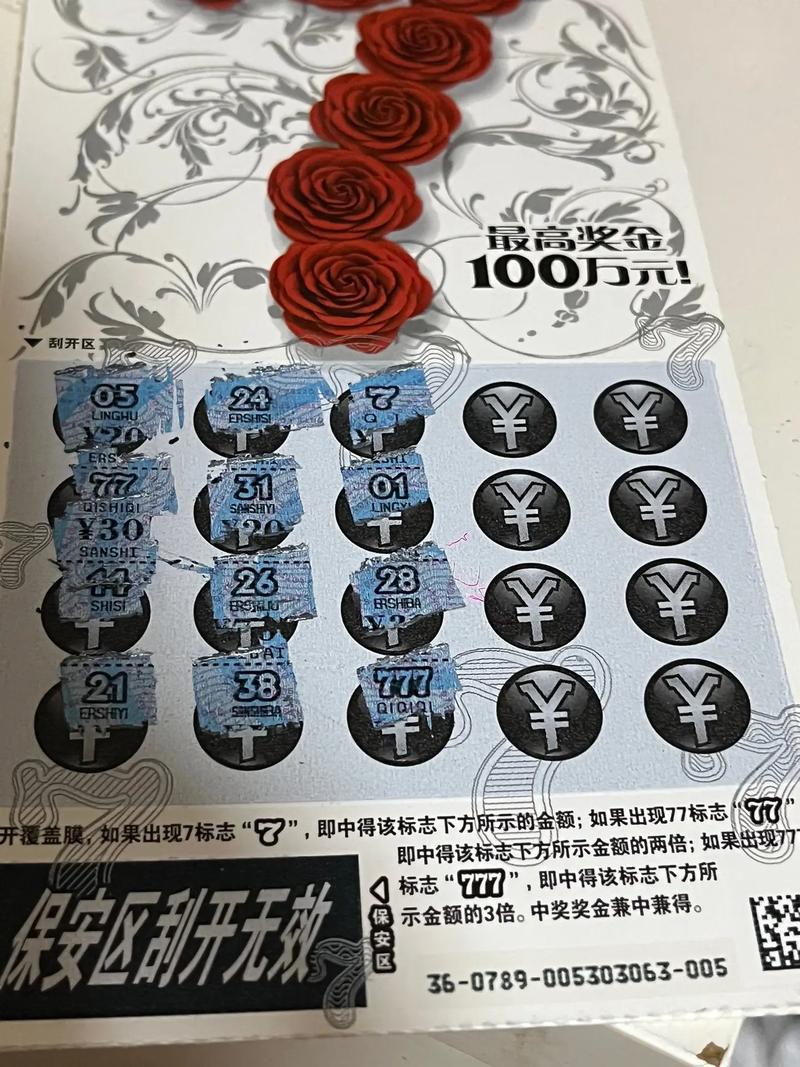 最高奖金
100万元!
刮开区
05 24 7
LINGWU ERSHISI QI
¥20
77 31 01
QISHIQI SANSHIYI LINGYI
¥30
SANSHI
44 26 28
SHISI ERSHILIU ERSHIBA
21 38 777
ERSHIYI SANSHIBA QIQIQI
开覆盖膜，如果出现7标志“7”，即中得该标志下方所示的金额；如果出现77标志“77”
即中得该标志下方所示金额的两倍；如果出现777
标志“777”，即中得该标志下方所
示金额的3倍。中奖奖金兼中兼得。
保安区
保安区刮开无效
36-0789-005303063-005